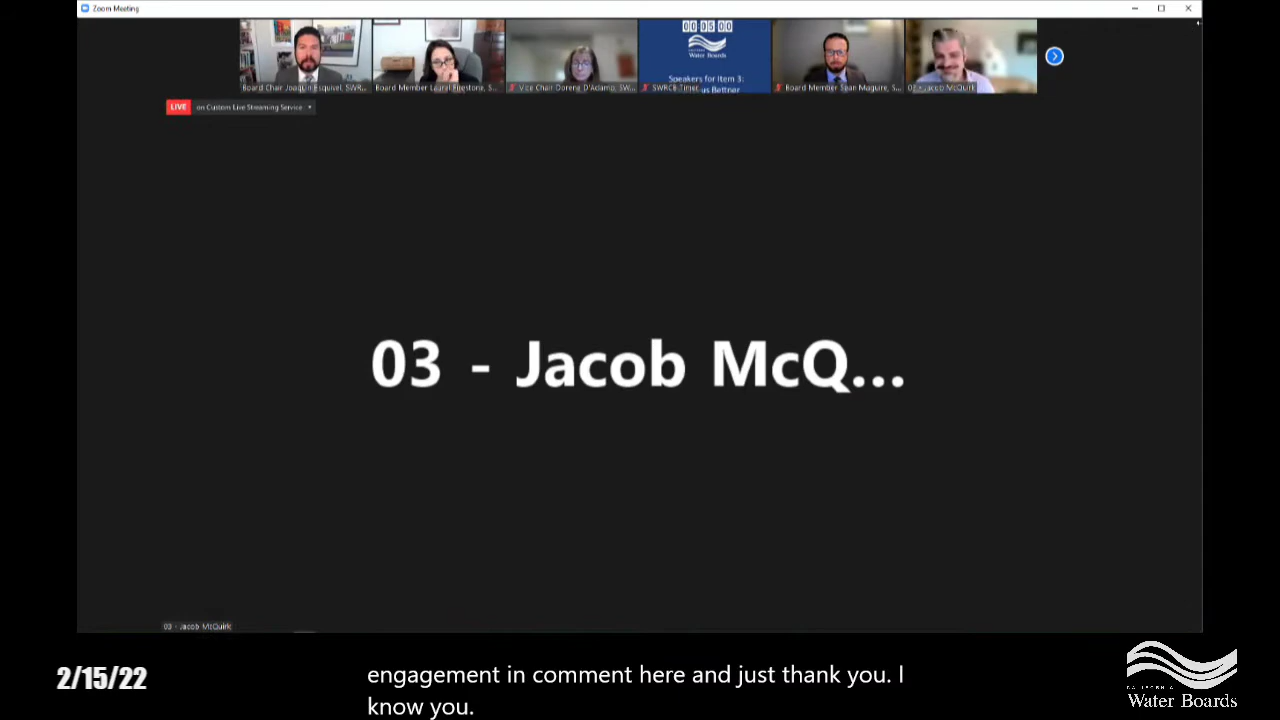 Zoom Meeting
00:05:00
Water Boards
Speakers for Item 3:
us Bettner
Board Chair Joaquin Esquivel, SWR...
Board Member Laurel Firestone, S...
Vice Chair Dorene D'Adamo, SW...
SWRCB Timer
Board Member Sean Maguire, S...
03 - Jacob McQuirk
LIVE on Custom Live Streaming Service
03 - Jacob McQ...
03 - Jacob McQuirk
2/15/22
engagement in comment here and just thank you. I
know you.
CALIFORNIA
Water Boards